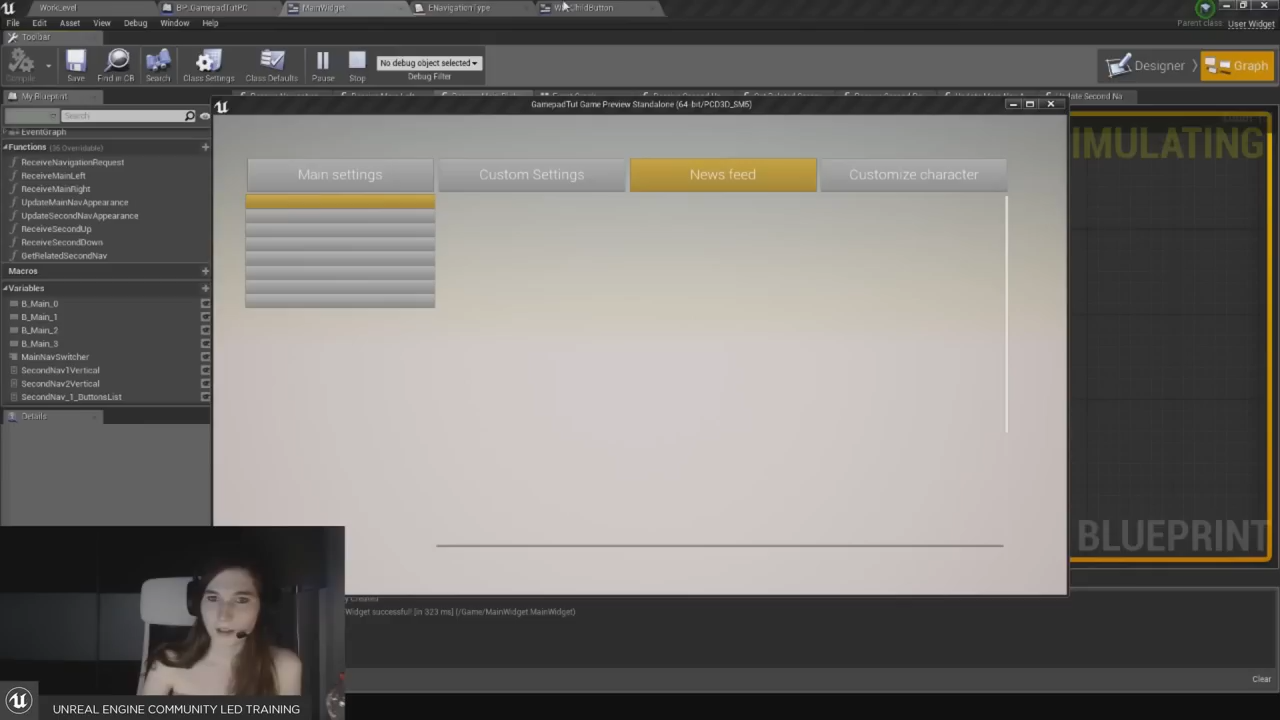 WorkLevel
BP_GamepadTutPC
MainWidget
ENavigationType
File Edit Asset View Debug Window Help
Parent class: User Widget
Toolbar
Compile
Save
Find in CB
Search
Class Settings
Class Defaults
Pause
Stop
No debug object selected
Debug Filter
Designer
Graph
My Blueprint
Search
GamepadTut Game Preview Standalone (64-bit/PCD3D_SM5)
EventGraph
Functions (36 Overridable)
ReceiveNavigationRequest
ReceiveMainLeft
ReceiveMainRight
UpdateMainNavAppearance
UpdateSecondNavAppearance
ReceiveSecondUp
ReceiveSecondDown
GetRelatedSecondNav
Macros
Variables
B_Main_0
B_Main_1
B_Main_2
B_Main_3
MainNavSwitcher
SecondNav1Vertical
SecondNav2Vertical
SecondNav_1_ButtonsList
Details
Main settings
Custom Settings
News feed
Customize character
IMULATING
BLUEPRINT
Widget successful! [in 323 ms] (/Game/MainWidget MainWidget)
Clear
UNREAL ENGINE COMMUNITY LED TRAINING